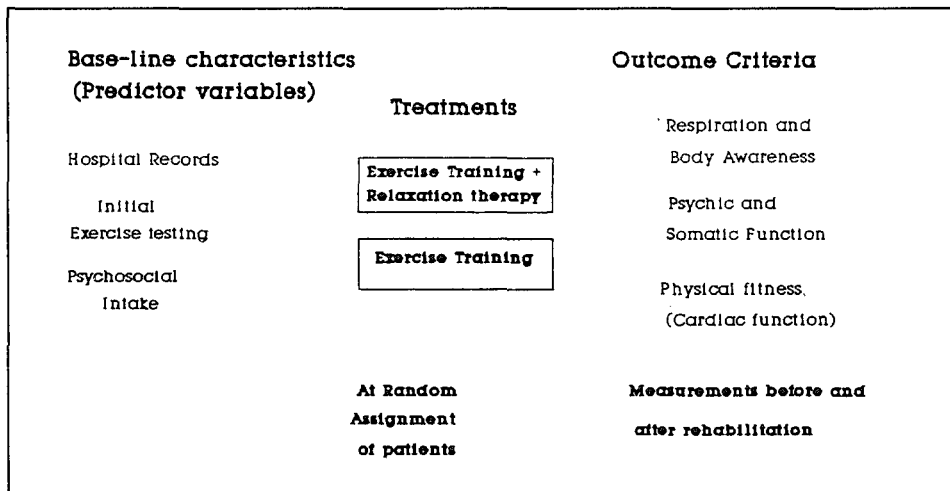 Base-line characteristics
(Predictor variables)
Hospital Records
Initial
Exercise testing
Psychosocial
Intake
Treatments
Exercise Training +
Relaxation therapy
Exercise Training
At Random
Assignment
of patients
Outcome Criteria
Respiration and
Body Awareness
Psychic and
Somatic Function
Physical fitness,
(Cardiac function)
Measurements before and
after rehabilitation